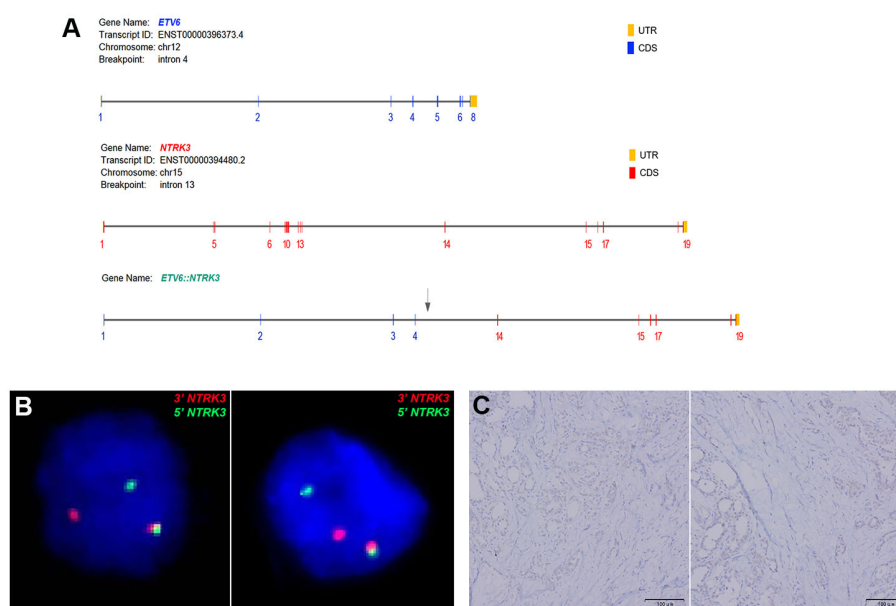 A
Gene Name: ETV6
Transcript ID: ENST00000396373.4
Chromosome: chr12
Breakpoint: intron 4
UTR
CDS
1 2 3 4 5 6 8
Gene Name: NTRK3
Transcript ID: ENST00000394480.2
Chromosome: chr15
Breakpoint: intron 13
UTR
CDS
1 5 6 10 13 14 15 17 19
Gene Name: ETV6::NTRK3
1 2 3 4 14 15 17 19
B
3' NTRK3
5' NTRK3
3' NTRK3
5' NTRK3
C
100 µm